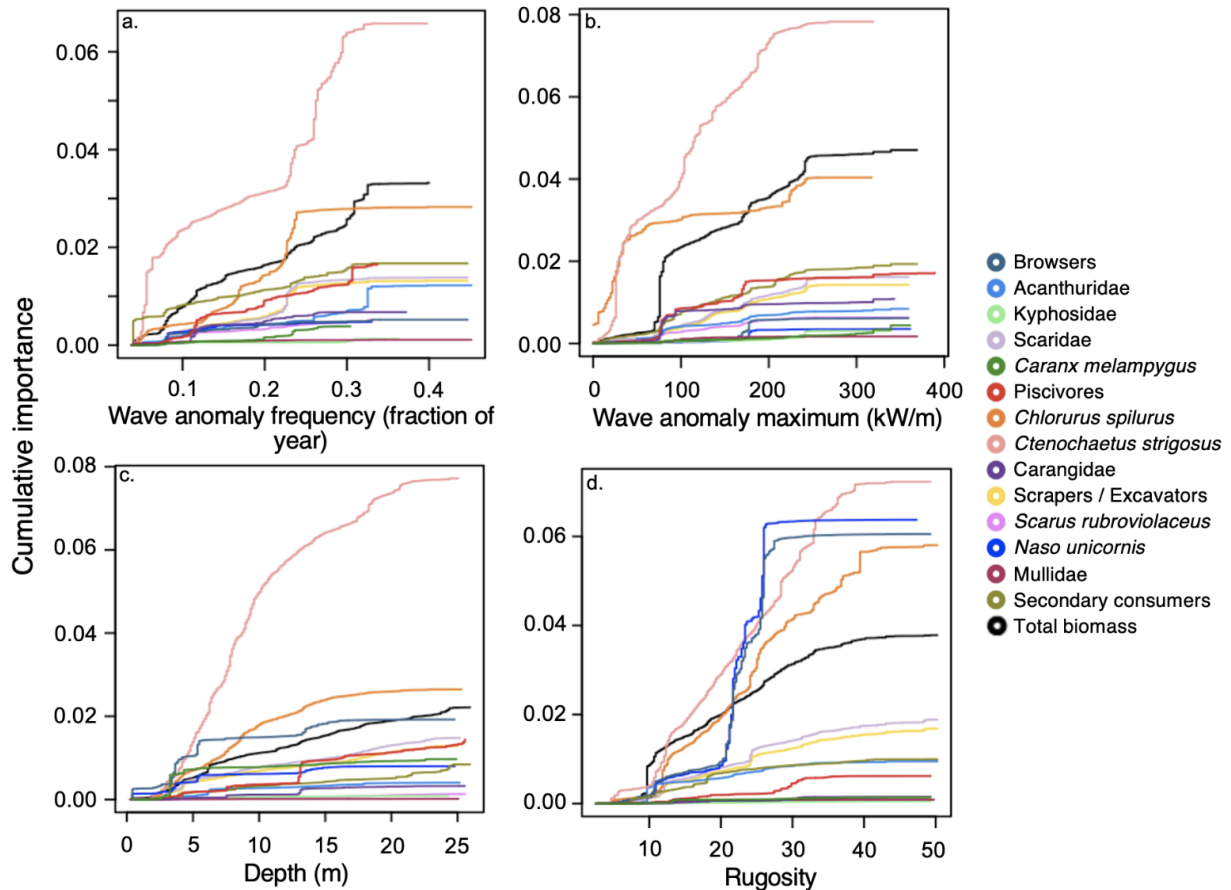 Cumulative importance
a.
0.06
0.04
0.02
0.00
0.1 0.2 0.3 0.4
Wave anomaly frequency (fraction of
year)
b.
0.08
0.06
0.04
0.02
0.00
0 100 200 300 400
Wave anomaly maximum (kW/m)
c.
0.08
0.06
0.04
0.02
0.00
0 5 10 15 20 25
Depth (m)
d.
0.06
0.04
0.02
0.00
10 20 30 40 50
Rugosity
Browsers
Acanthuridae
Kyphosidae
Scaridae
Caranx melampygus
Piscivores
Chlorurus spilurus
Ctenochaetus strigosus
Carangidae
Scrapers / Excavators
Scarus rubroviolaceus
Naso unicornis
Mullidae
Secondary consumers
Total biomass